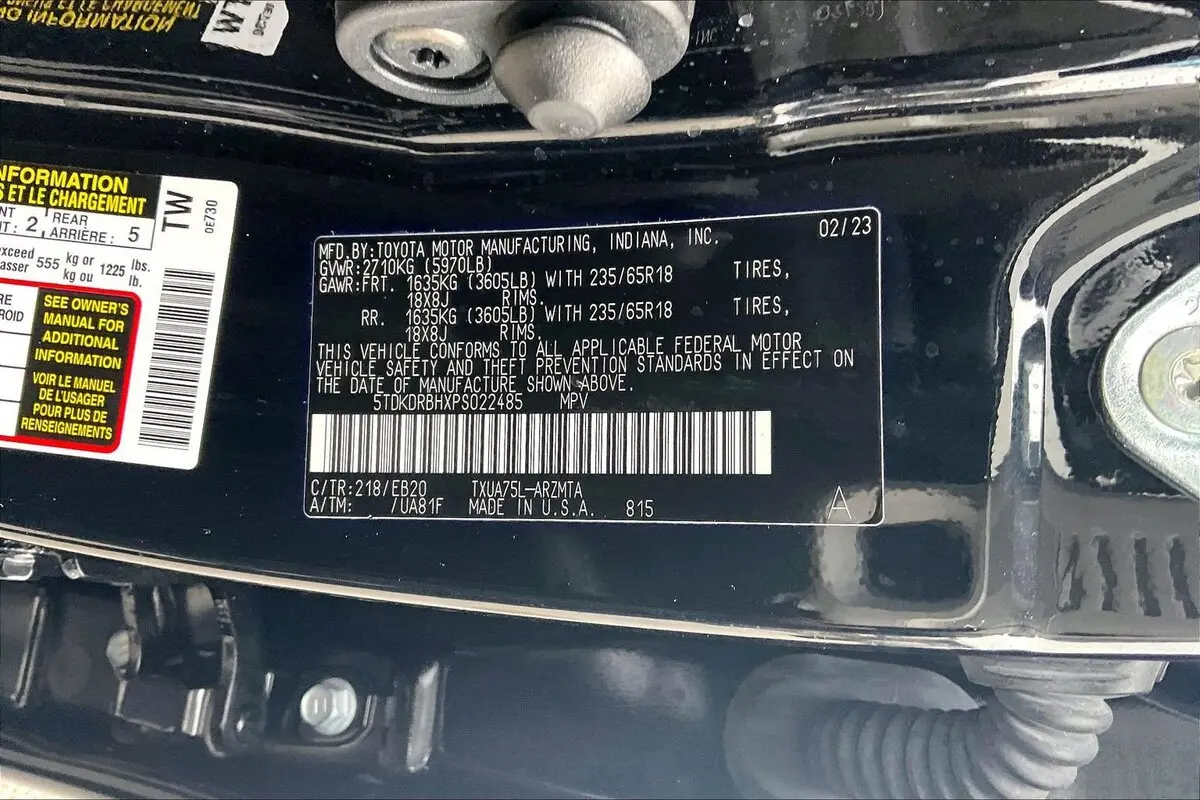 LW
0E730
NFORMATION
S ET LE CHARGEMENT
NT : 2 REAR ARRIÈRE : 5
TW
0E730
exceed 555 kg or 1225 lbs.
asser kg ou lb.
SEE OWNER'S
MANUAL FOR
ADDITIONAL
INFORMATION
VOIR LE MANUEL
DE L'USAGER
POUR PLUS DE
RENSEIGNEMENTS
MFD. BY:TOYOTA MOTOR MANUFACTURING, INDIANA, INC. 02/23
GVWR:2710KG (5970LB)
GAWR:FRT. 1635KG (3605LB) WITH 235/65R18 TIRES,
18X8J RIMS.
RR. 1635KG (3605LB) WITH 235/65R18 TIRES,
18X8J RIMS.
THIS VEHICLE CONFORMS TO ALL APPLICABLE FEDERAL MOTOR
VEHICLE SAFETY AND THEFT PREVENTION STANDARDS IN EFFECT ON
THE DATE OF MANUFACTURE SHOWN ABOVE.
5TDKDRBHXPS022485 MPV
C/TR:218/EB20 TXUA75L-ARZMTA
A/TM: /UA81F MADE IN U.S.A. 815 A